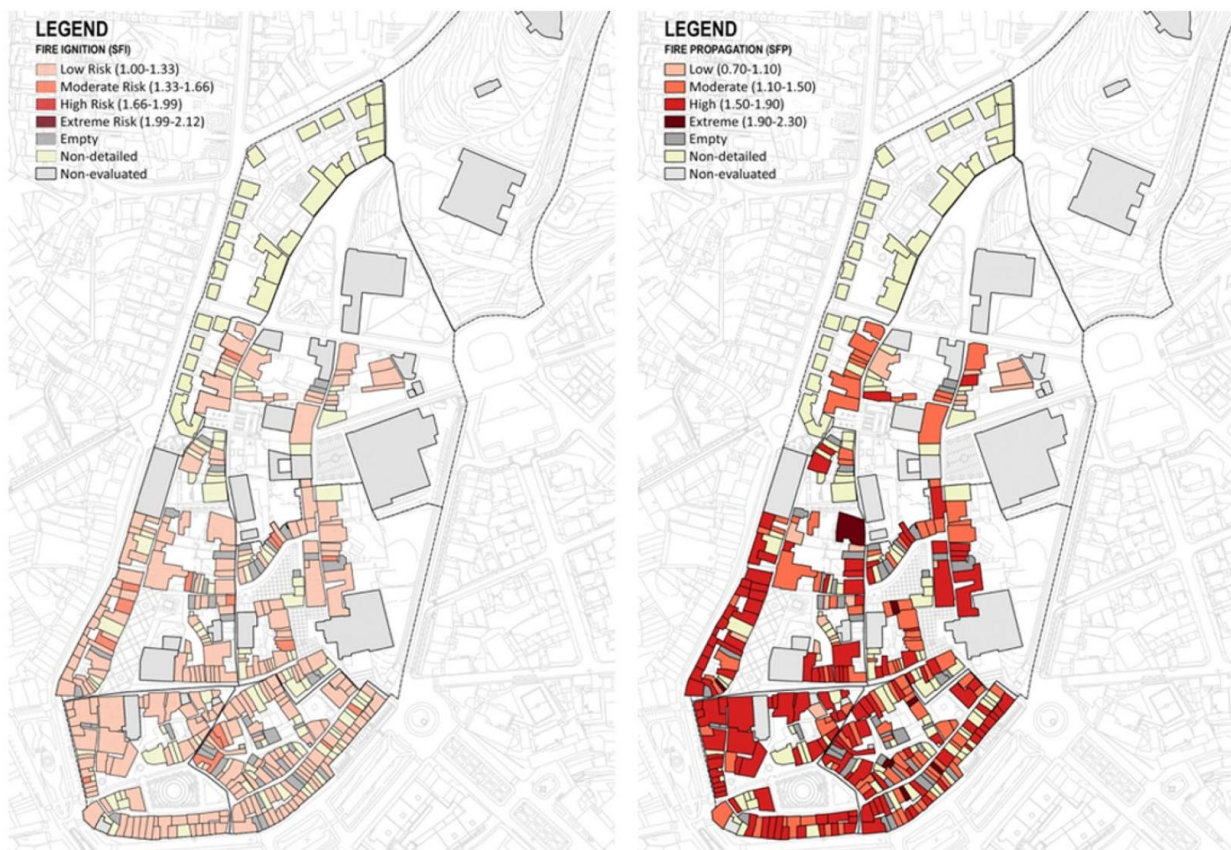 LEGEND
FIRE IGNITION (SFI)
Low Risk (1.00-1.33)
Moderate Risk (1.33-1.66)
High Risk (1.66-1.99)
Extreme Risk (1.99-2.12)
Empty
Non-detailed
Non-evaluated
LEGEND
FIRE PROPAGATION (SFP)
Low (0.70-1.10)
Moderate (1.10-1.50)
High (1.50-1.90)
Extreme (1.90-2.30)
Empty
Non-detailed
Non-evaluated